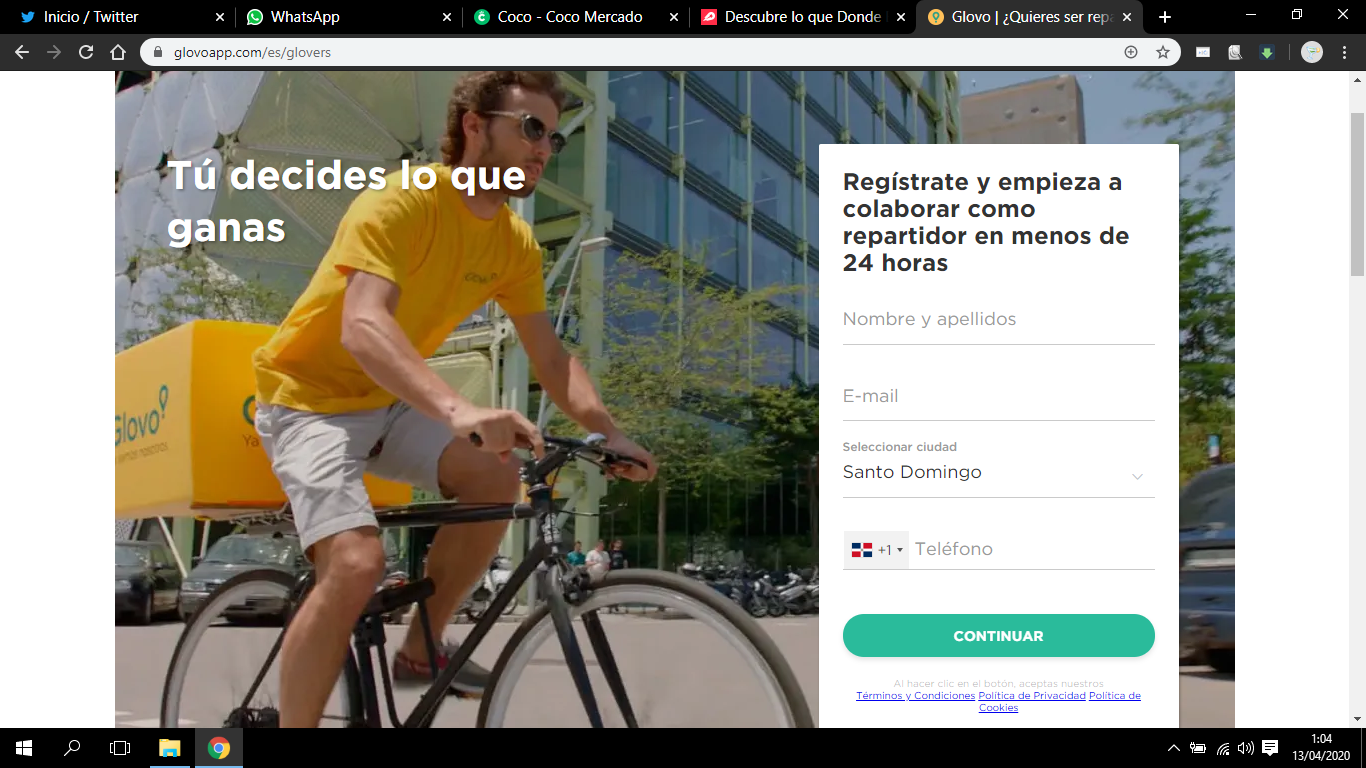 Inicio / Twitter
WhatsApp
Coco - Coco Mercado
Descubre lo que Donde
Glovo | ¿Quieres ser repa
glovoapp.com/es/glovers
Tú decides lo que
ganas
Regístrate y empieza a
colaborar como
repartidor en menos de
24 horas
Nombre y apellidos
E-mail
Seleccionar ciudad
Santo Domingo
+1
Teléfono
CONTINUAR
Al hacer clic en el botón, aceptas nuestros
Términos y Condiciones Política de Privacidad Política de
Cookies
Glovo
Ya
1:04
13/04/2020